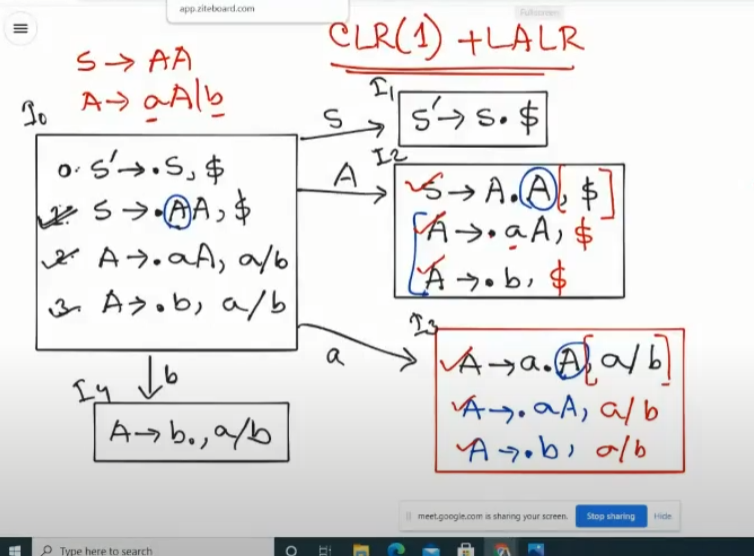 app.ziteboard.com
Fullscreen
CLR(1) + LALR
S → AA
A → aA|b
I0
0. S' → .S, $
1. S → .AA, $
2. A → .aA, a/b
3. A → .b, a/b
S
I1
S' → S. $
A
I2
S → A.A, $
A → .aA, $
A → .b, $
a
I3
A → a.A, a/b
A → .aA, a/b
A → .b, a/b
b
I4
A → b., a/b
meet.google.com is sharing your screen.
Stop sharing
Hide
Type here to search